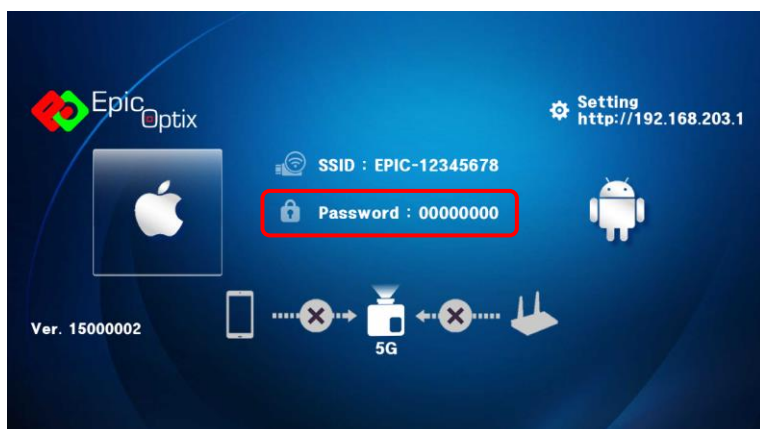 Epic
Optix
Setting
http://192.168.203.1
SSID : EPIC-12345678
Password : 00000000
Ver. 15000002
5G